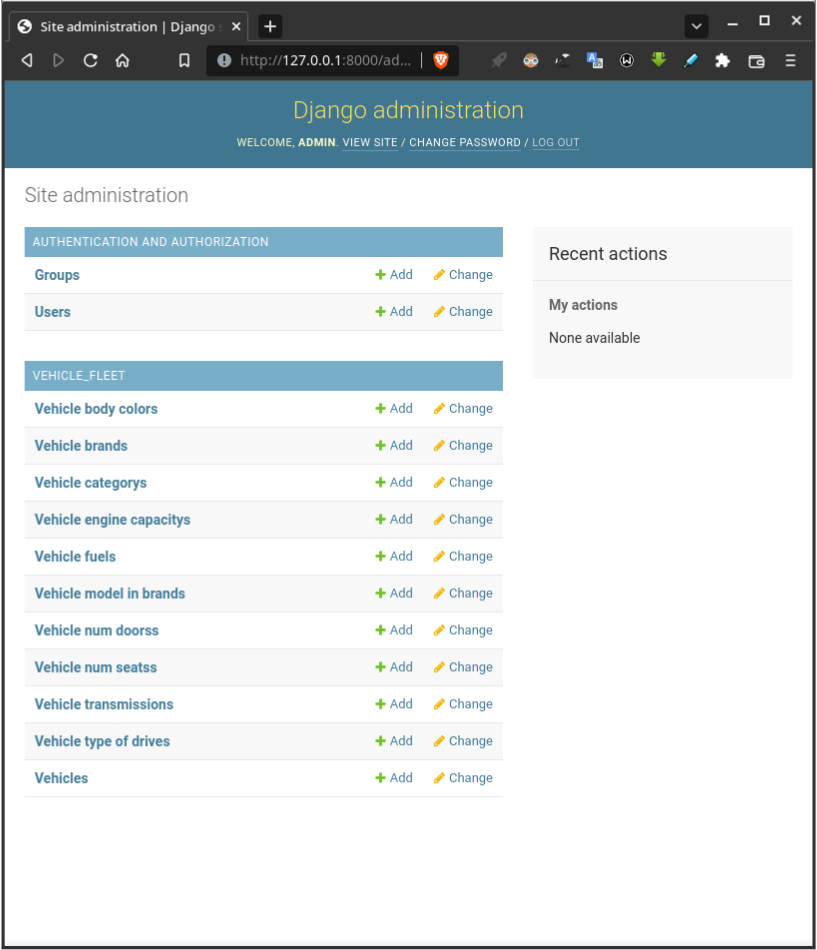 Site administration | Django s
http://127.0.0.1:8000/ad...
Django administration
WELCOME, ADMIN. VIEW SITE / CHANGE PASSWORD / LOG OUT
Site administration
AUTHENTICATION AND AUTHORIZATION
Groups Add Change
Users Add Change
VEHICLE_FLEET
Vehicle body colors Add Change
Vehicle brands Add Change
Vehicle categorys Add Change
Vehicle engine capacitys Add Change
Vehicle fuels Add Change
Vehicle model in brands Add Change
Vehicle num doorss Add Change
Vehicle num seatss Add Change
Vehicle transmissions Add Change
Vehicle type of drives Add Change
Vehicles Add Change
Recent actions
My actions
None available